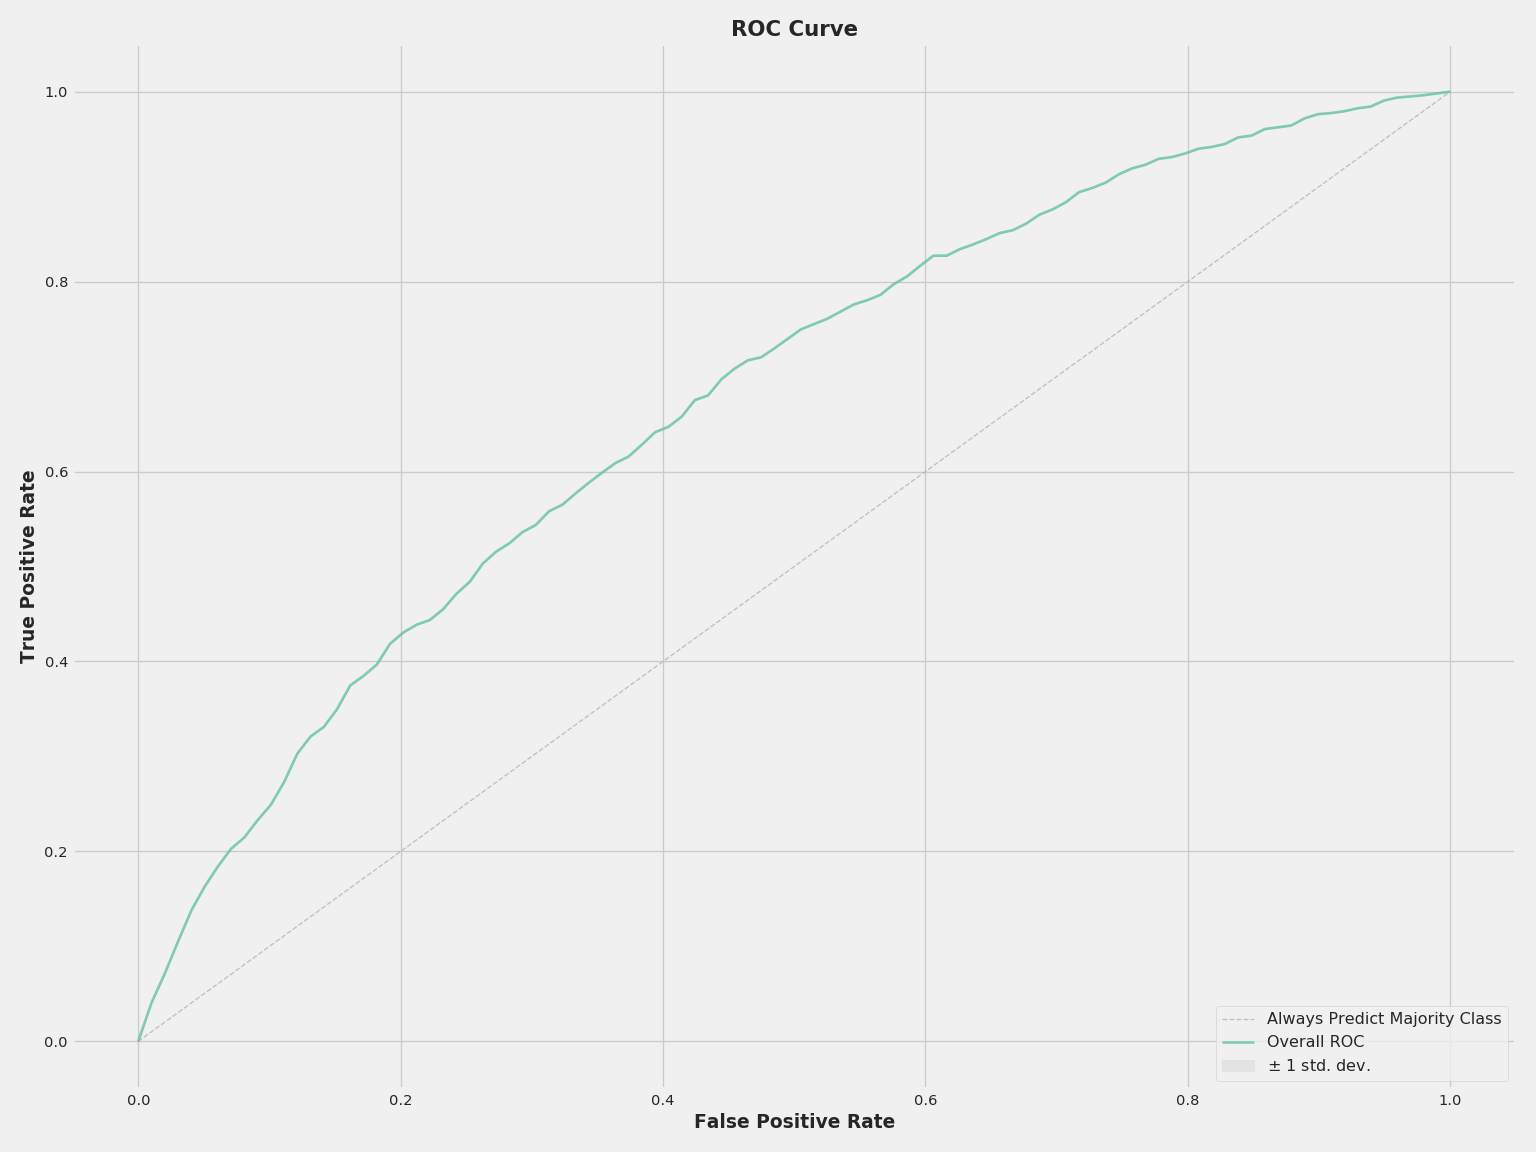 ROC Curve
1.0
0.8
0.6
0.4
0.2
0.0
True Positive Rate
Always Predict Majority Class
Overall ROC
± 1 std. dev.
0.0 0.2 0.4 0.6 0.8 1.0
False Positive Rate